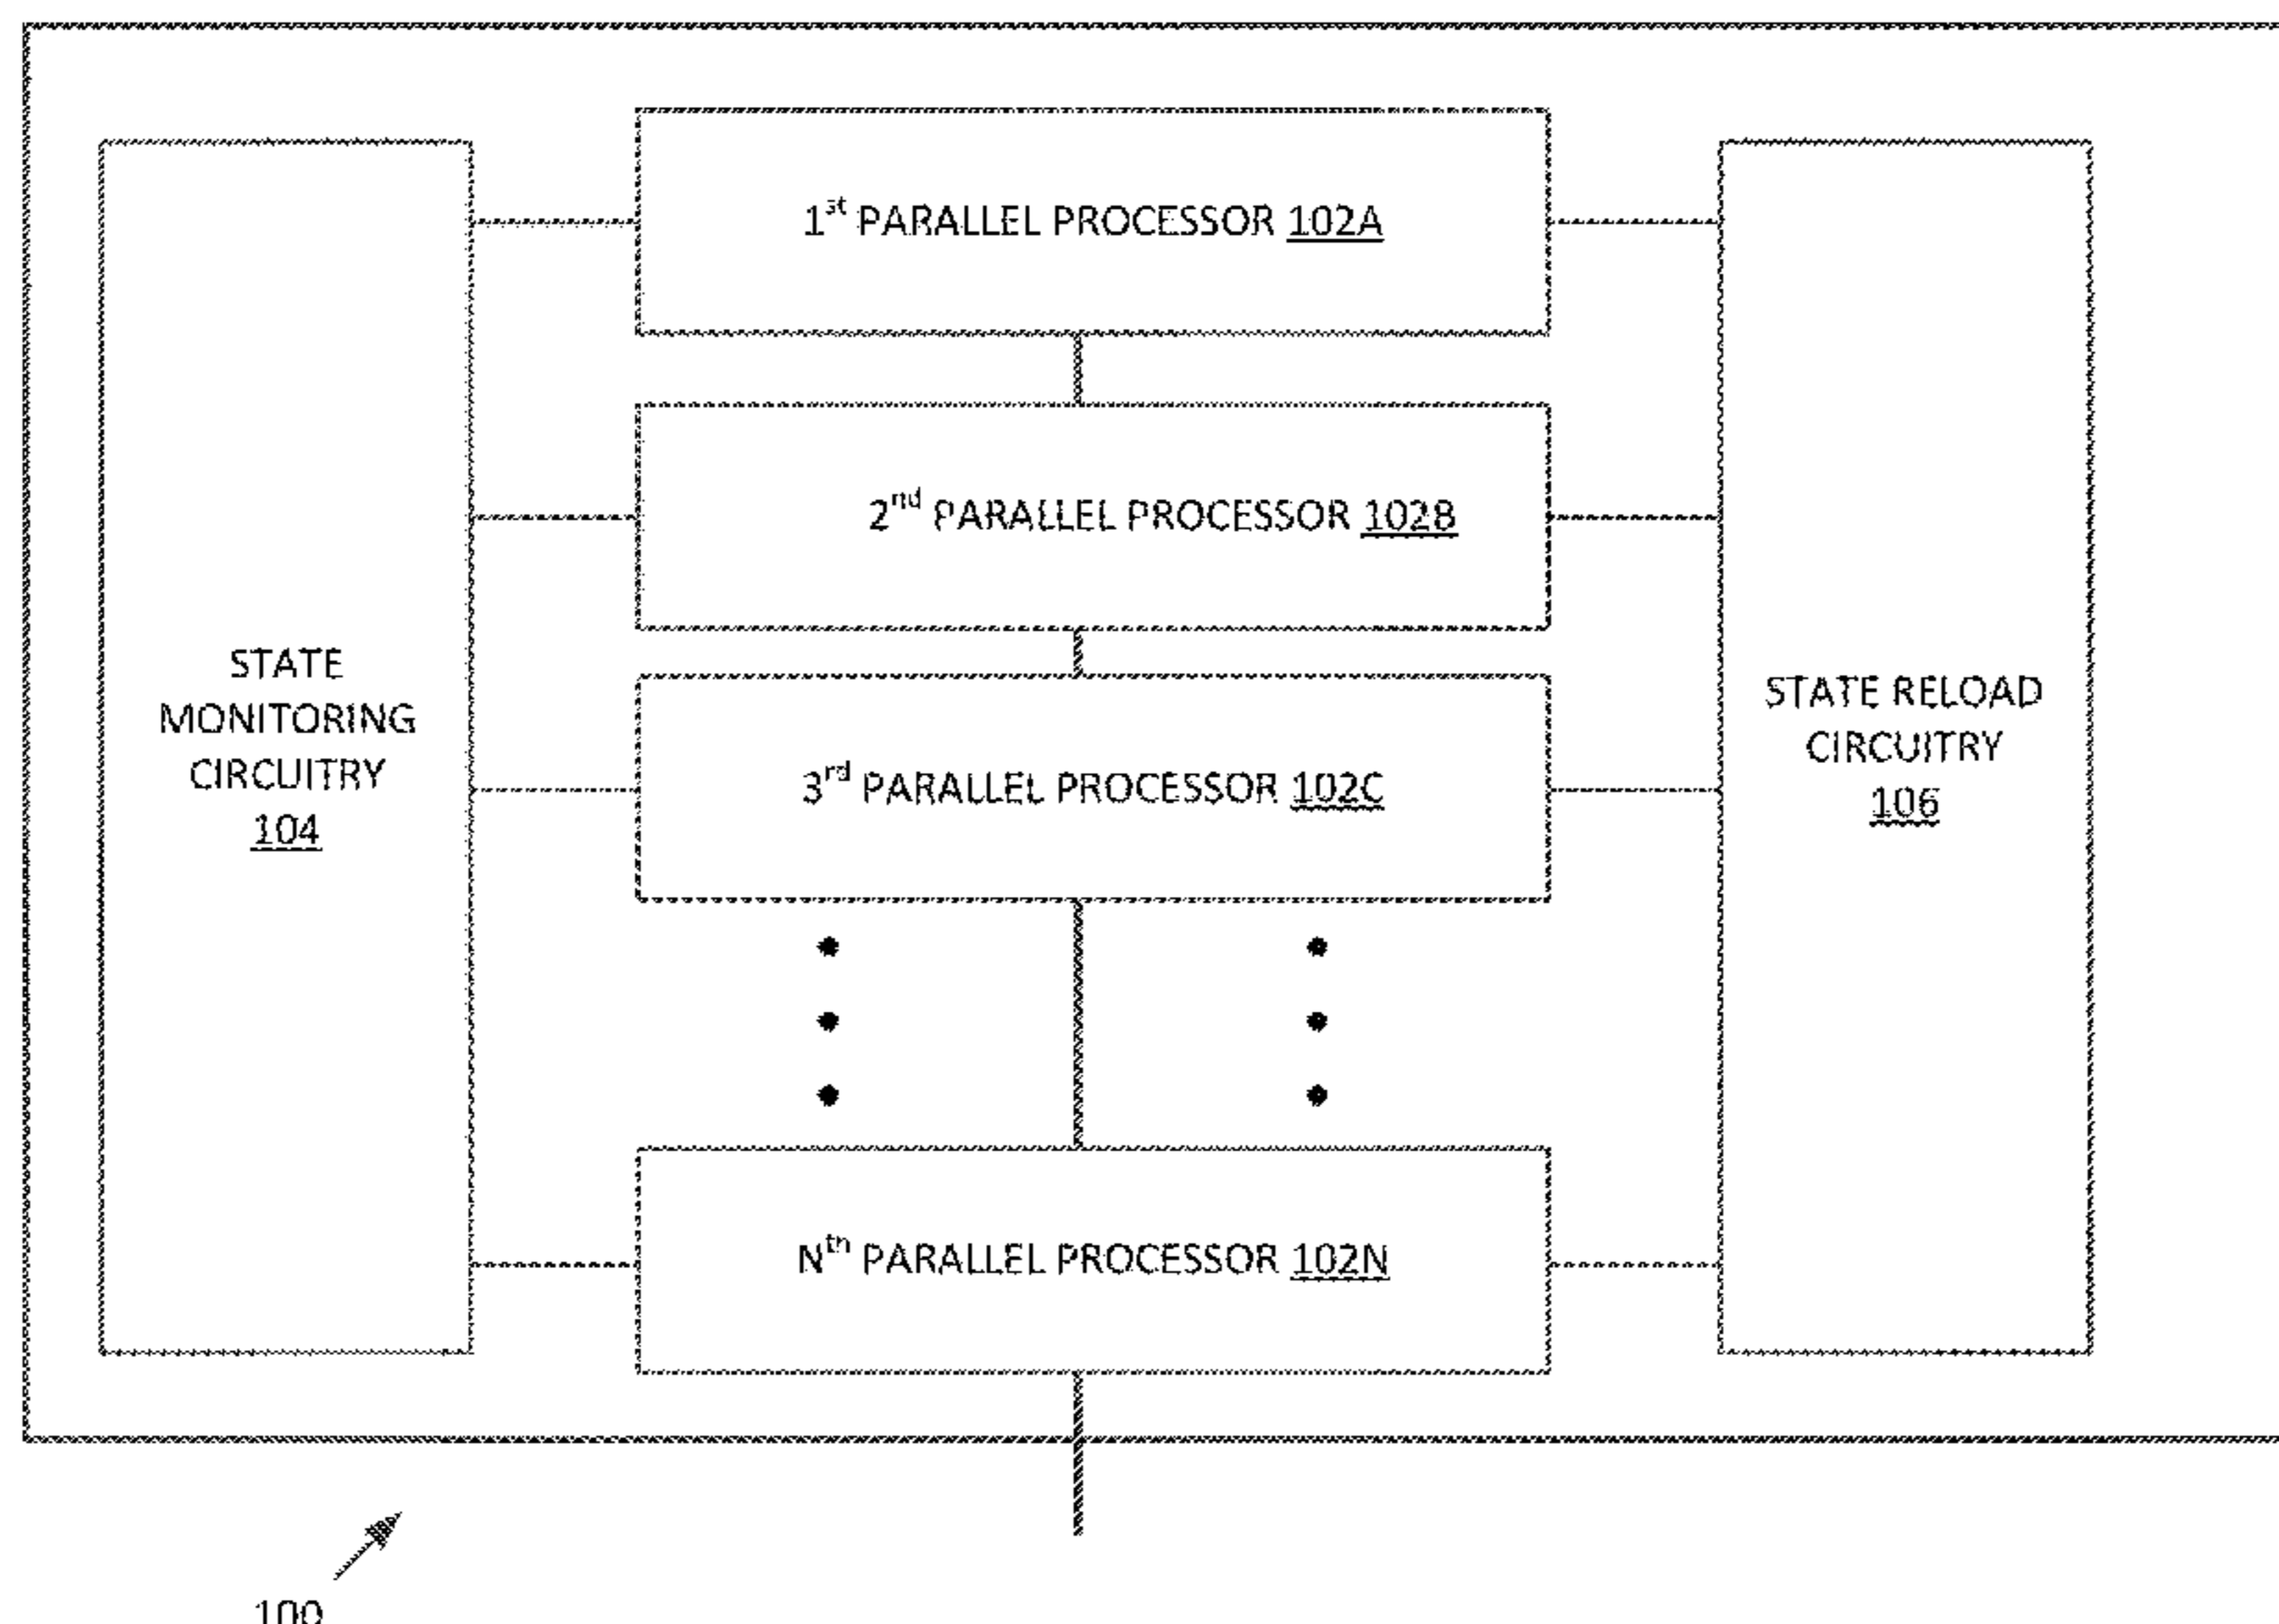 1st PARALLEL PROCESSOR 102A
2nd PARALLEL PROCESSOR 102B
STATE
MONITORING
CIRCUITRY
104
3rd PARALLEL PROCESSOR 102C
STATE RELOAD
CIRCUITRY
106
Nth PARALLEL PROCESSOR 102N
100